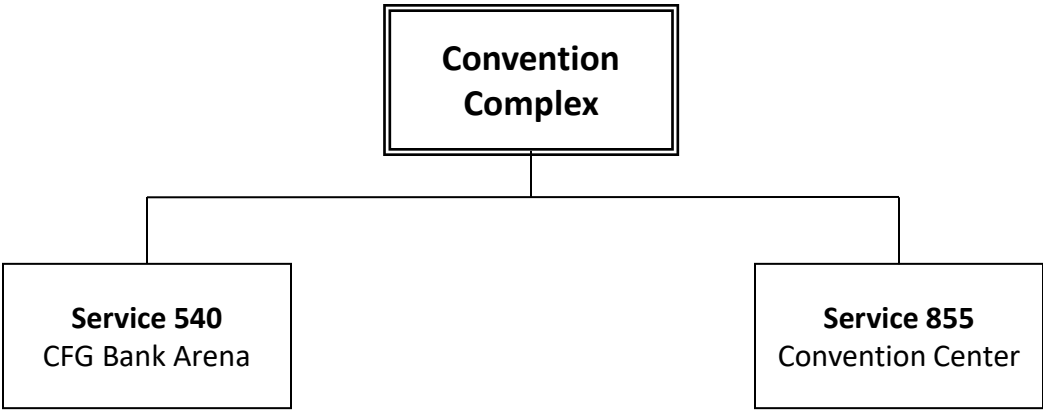 Convention
Complex
Service 540
CFG Bank Arena
Service 855
Convention Center